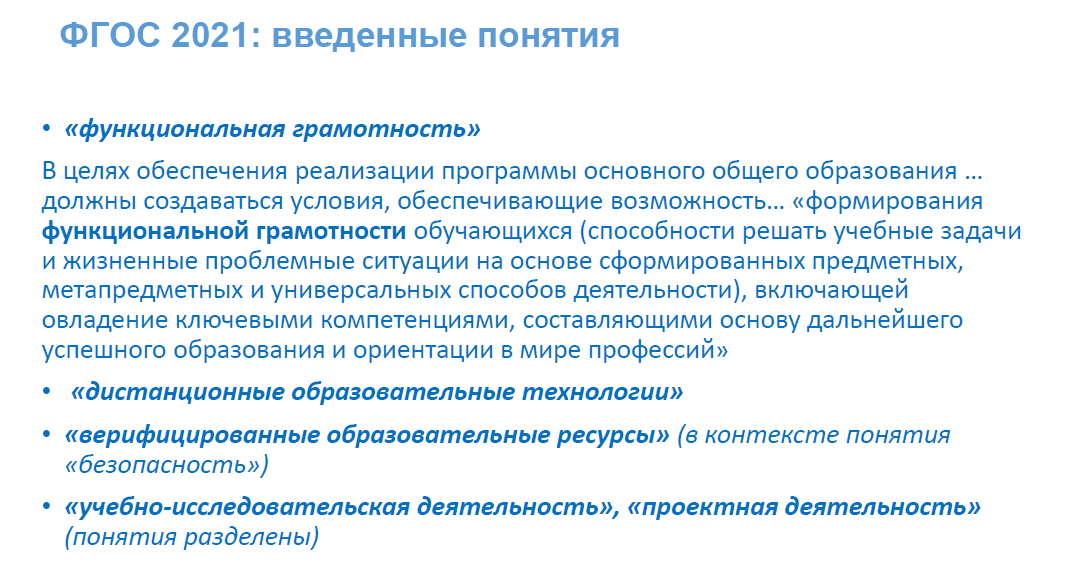 ФГОС 2021: введенные понятия
• «функциональная грамотность»
В целях обеспечения реализации программы основного общего образования …
должны создаваться условия, обеспечивающие возможность… «формирования
функциональной грамотности обучающихся (способности решать учебные задачи
и жизненные проблемные ситуации на основе сформированных предметных,
метапредметных и универсальных способов деятельности), включающей
овладение ключевыми компетенциями, составляющими основу дальнейшего
успешного образования и ориентации в мире профессий»
• «дистанционные образовательные технологии»
• «верифицированные образовательные ресурсы» (в контексте понятия
«безопасность»)
• «учебно-исследовательская деятельность», «проектная деятельность»
(понятия разделены)